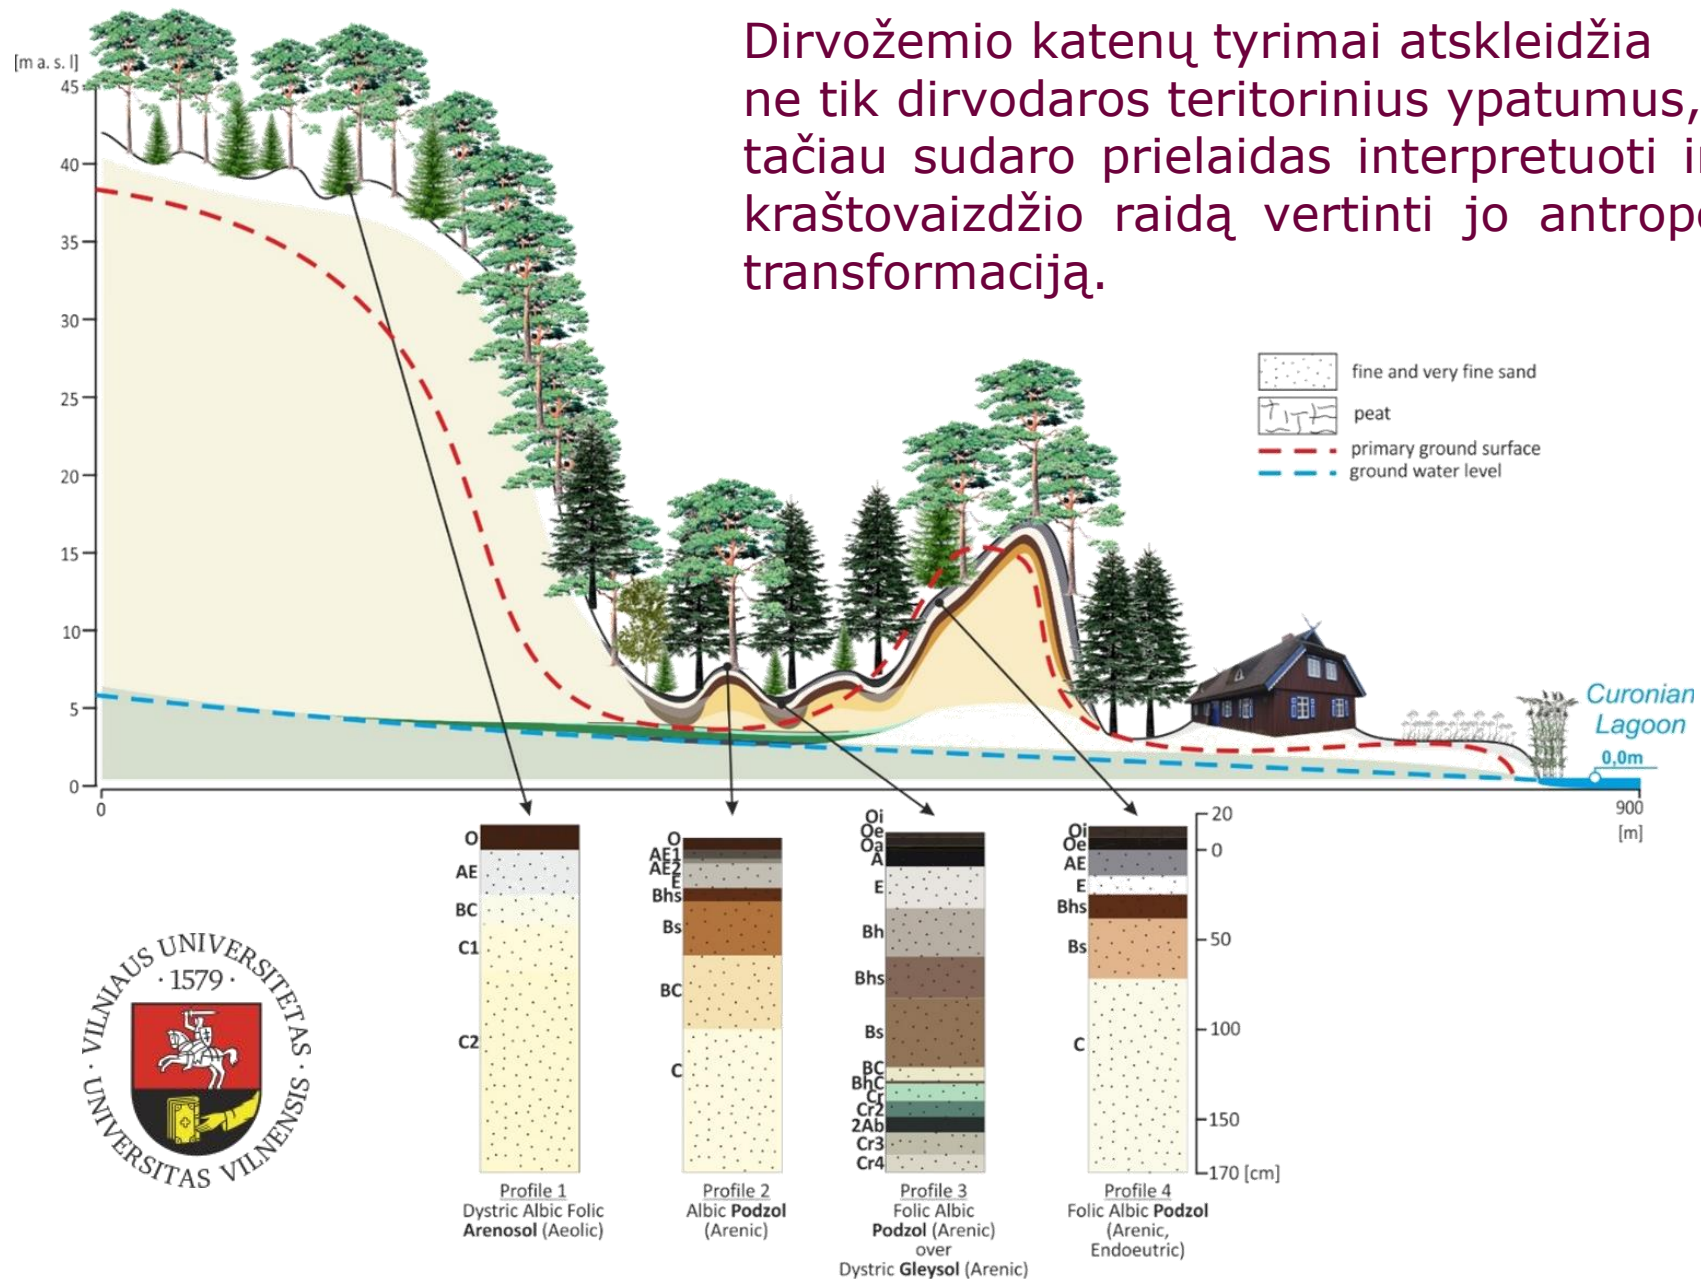 Dirvožemio katenų tyrimai atskleidžia
ne tik dirvodaros teritorinius ypatumus,
tačiau sudaro prielaidas interpretuoti
kraštovaizdžio raidą vertinti jo
transformaciją.
[m a. s. l]
45
40
35
30
25
20
15
10
5
0
0
900
[m]
fine and very fine sand
peat
primary ground surface
ground water level
Curonian
Lagoon
0,0m
O
AE
BC
C1
C2
O
AE1
AE2
E
Bhs
Bs
BC
C
Oi
Oe
Oa
A
E
Bh
Bhs
Bs
BC
BhC
Cr
Cr2
2Ab
Cr3
Cr4
Oi
Oe
AE
E
Bhs
Bs
C
20
0
50
100
150
170 [cm]
Profile 1
Dystric Albic Folic
Arenosol (Aeolic)
Profile 2
Albic Podzol
(Arenic)
Profile 3
Folic Albic
Podzol (Arenic)
over
Dystric Gleysol (Arenic)
Profile 4
Folic Albic Podzol
(Arenic,
Endoeutric)
VILNIAUS UNIVERSITETAS
· 1579 ·
UNIVERSITAS VILNENSIS